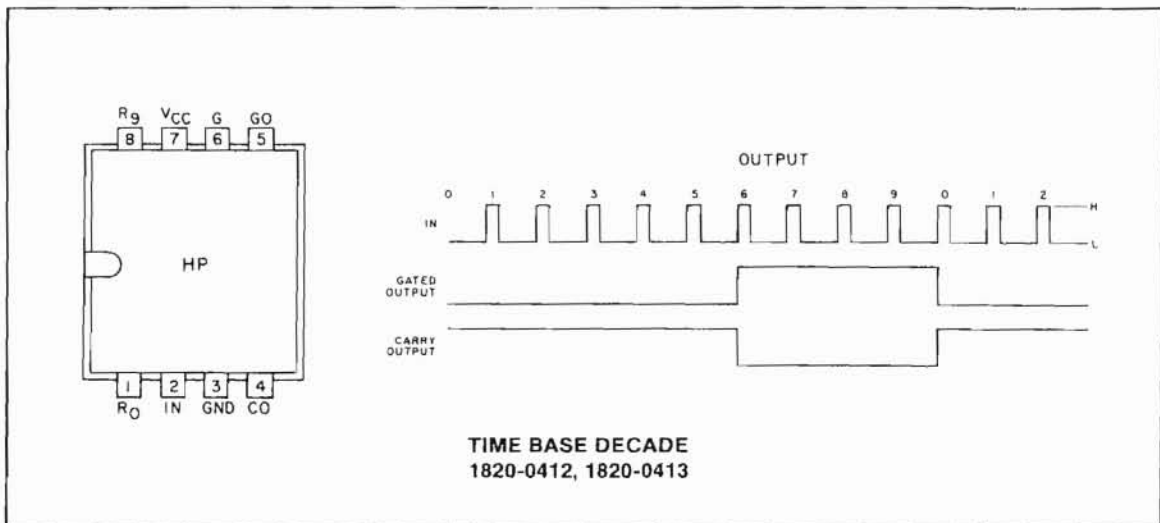 R9 VCC G GO
8 7 6 5
HP
1 2 3 4
R0 IN GND CO
OUTPUT
0 1 2 3 4 5 6 7 8 9 0 1 2
IN
H
L
GATED
OUTPUT
CARRY
OUTPUT
TIME BASE DECADE
1820-0412, 1820-0413